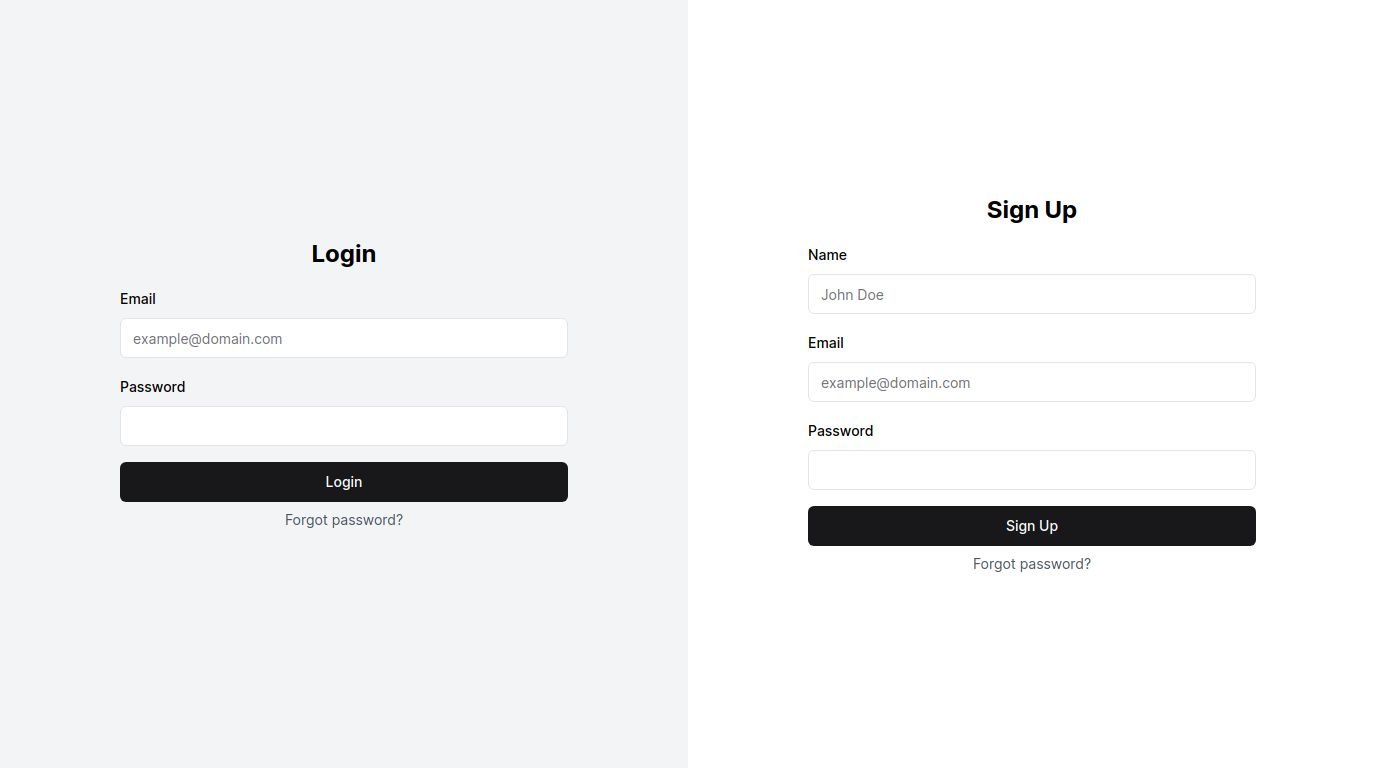 Login
Email
example@domain.com
Password
Login
Forgot password?
Sign Up
Name
John Doe
Email
example@domain.com
Password
Sign Up
Forgot password?